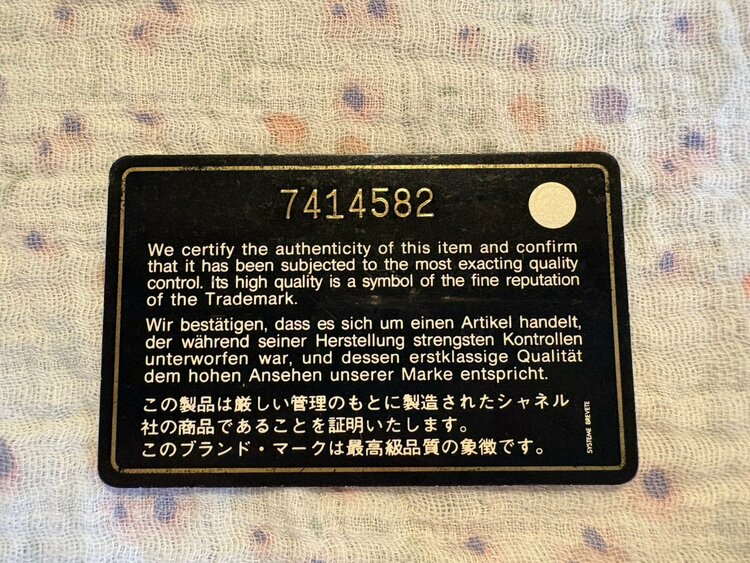 7414582
We certify the authenticity of this item and confirm
that it has been subjected to the most exacting quality
control. Its high quality is a symbol of the fine reputation
of the Trademark.
Wir bestätigen, dass es sich um einen Artikel handelt,
der während seiner Herstellung strengsten Kontrollen
unterworfen war, und dessen erstklassige Qualität
dem hohen Ansehen unserer Marke entspricht.
この製品は厳しい管理のもとに製造されたシャネル
社の商品であることを証明いたします。
このブランド・マークは最高級品質の象徴です。
SYSTEME BREVETE